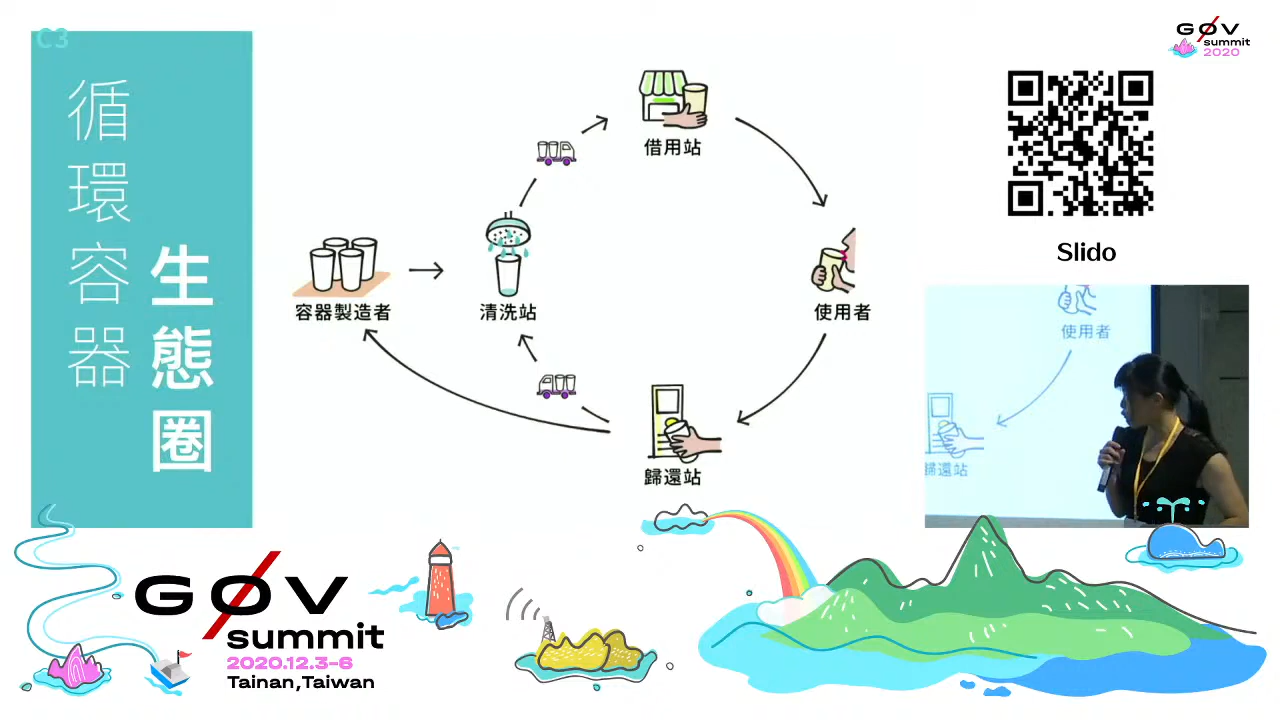 C3
循環容器
生態圈
借用站
容器製造者
清洗站
使用者
歸還站
GØV
summit
2020
Slido
使用者
歸還站
GØV
summit
2020.12.3-6
Tainan,Taiwan